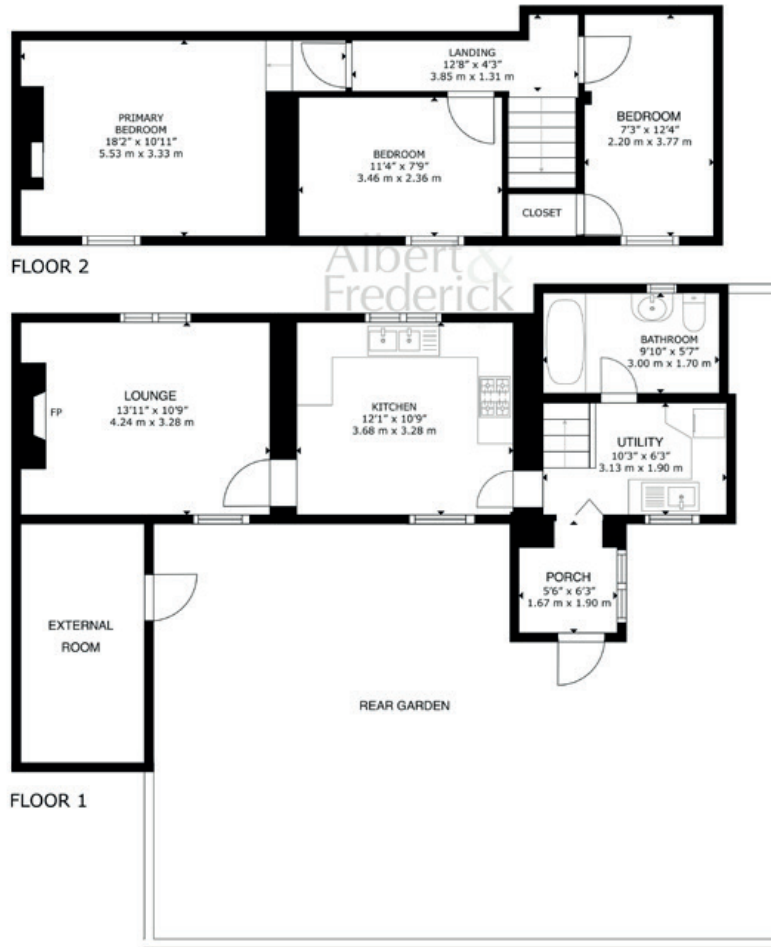 LANDING
12'8" x 4'3"
3.85 m x 1.31 m
PRIMARY
BEDROOM
18'2" x 10'11"
5.53 m x 3.33 m
BEDROOM
7'3" x 12'4"
2.20 m x 3.77 m
BEDROOM
11'4" x 7'9"
3.46 m x 2.36 m
CLOSET
FLOOR 2
Albert &
Frederick
BATHROOM
9'10" x 5'7"
3.00 m x 1.70 m
LOUNGE
13'11" x 10'9"
4.24 m x 3.28 m
FP
KITCHEN
12'1" x 10'9"
3.68 m x 3.28 m
UTILITY
10'3" x 6'3"
3.13 m x 1.90 m
PORCH
5'6" x 6'3"
1.67 m x 1.90 m
EXTERNAL
ROOM
REAR GARDEN
FLOOR 1